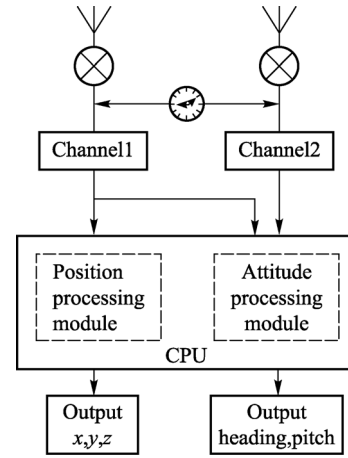 Channel1
Channel2
Position
processing
module
Attitude
processing
module
CPU
Output
x,y,z
Output
heading,pitch